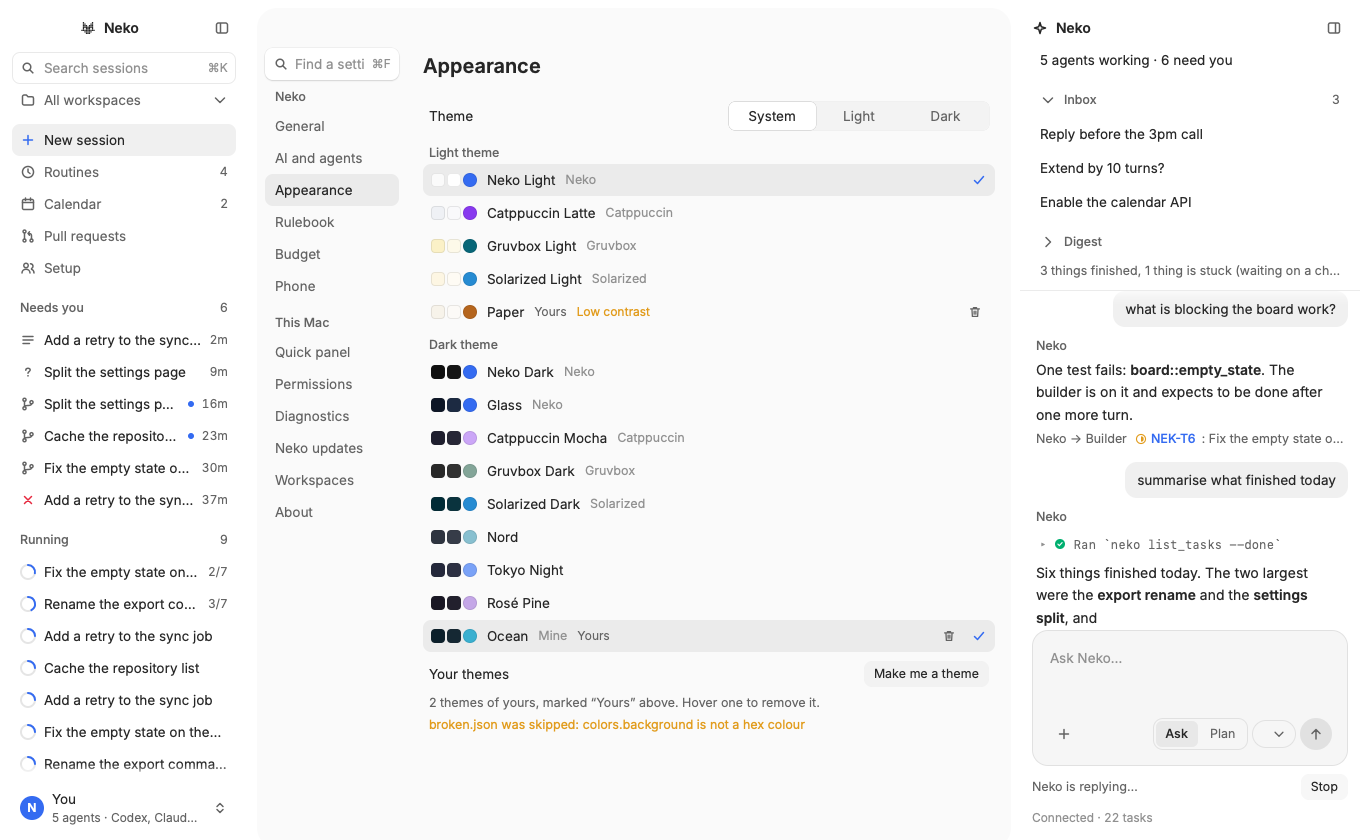 Neko
Search sessions ⌘K
All workspaces
New session
Routines 4
Calendar 2
Pull requests
Setup
Needs you 6
Add a retry to the sync... 2m
Split the settings page 9m
Split the settings p... 16m
Cache the reposito... 23m
Fix the empty state o... 30m
Add a retry to the syn... 37m
Running 9
Fix the empty state on... 2/7
Rename the export co... 3/7
Add a retry to the sync job
Cache the repository list
Add a retry to the sync job
Fix the empty state on the...
Rename the export comma...
N
You
5 agents · Codex, Claud...
Find a setti ⌘F
Neko
General
AI and agents
Appearance
Rulebook
Budget
Phone
This Mac
Quick panel
Permissions
Diagnostics
Neko updates
Workspaces
About
Appearance
Theme System Light Dark
Light theme
Neko Light Neko
Catppuccin Latte Catppuccin
Gruvbox Light Gruvbox
Solarized Light Solarized
Paper Yours Low contrast
Dark theme
Neko Dark Neko
Glass Neko
Catppuccin Mocha Catppuccin
Gruvbox Dark Gruvbox
Solarized Dark Solarized
Nord
Tokyo Night
Rosé Pine
Ocean Mine Yours
Your themes Make me a theme
2 themes of yours, marked “Yours” above. Hover one to remove it.
broken.json was skipped: colors.background is not a hex colour
Neko
5 agents working · 6 need you
Inbox 3
Reply before the 3pm call
Extend by 10 turns?
Enable the calendar API
Digest
3 things finished, 1 thing is stuck (waiting on a ch...
what is blocking the board work?
Neko
One test fails: board::empty_state. The
builder is on it and expects to be done after
one more turn.
Neko → Builder NEK-T6 : Fix the empty state o...
summarise what finished today
Neko
Ran `neko list_tasks --done`
Six things finished today. The two largest
were the export rename and the settings
split, and
Ask Neko...
Ask Plan
Neko is replying... Stop
Connected · 22 tasks